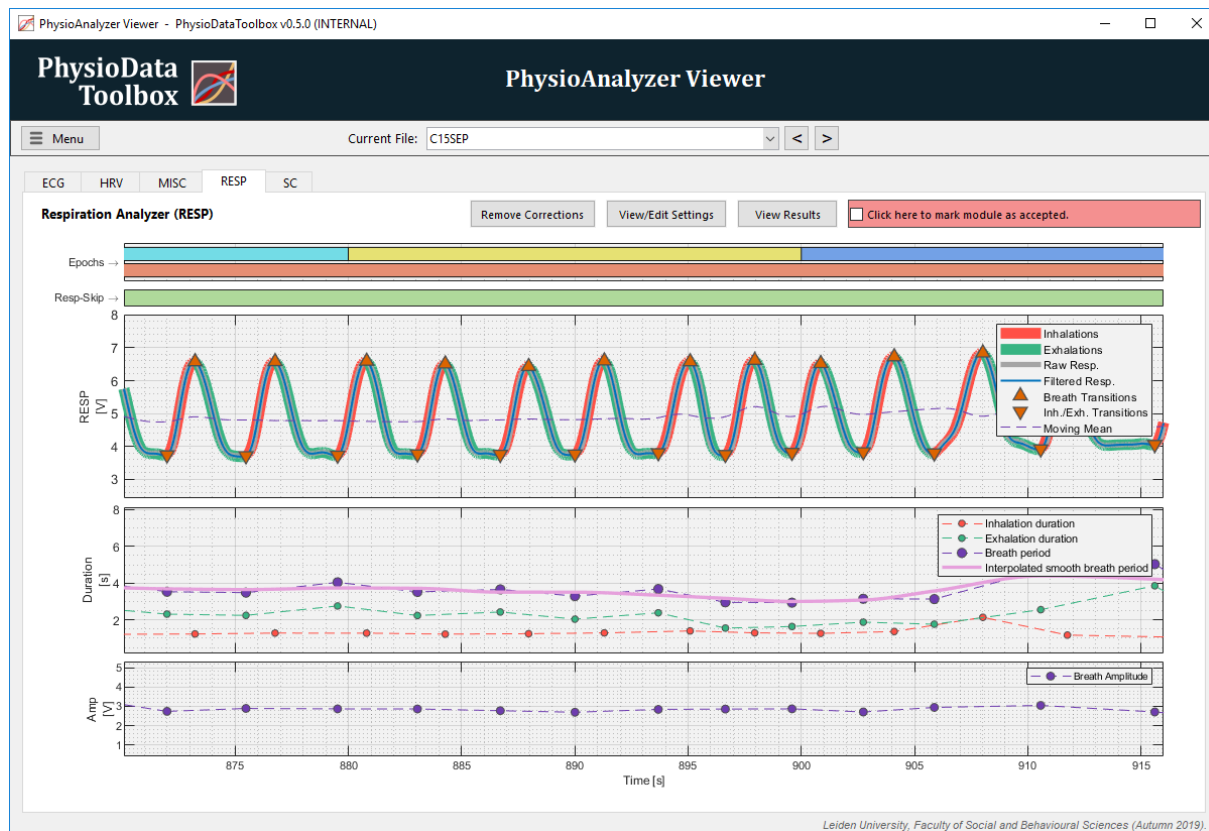 PhysioAnalyzer Viewer - PhysioDataToolbox v0.5.0 (INTERNAL)
PhysioData
Toolbox
PhysioAnalyzer Viewer
Menu
Current File: C15SEP
< >
ECG HRV MISC RESP SC
Respiration Analyzer (RESP)
Remove Corrections
View/Edit Settings
View Results
Click here to mark module as accepted.
Epochs →
Resp-Skip →
8
7
6
5
4
3
RESP
[V]
Inhalations
Exhalations
Raw Resp.
Filtered Resp.
Breath Transitions
Inh./Exh. Transitions
Moving Mean
8
6
4
2
Duration
[s]
Inhalation duration
Exhalation duration
Breath period
Interpolated smooth breath period
5
4
3
2
1
Amp
[V]
Breath Amplitude
875 880 885 890 895 900 905 910 915
Time [s]
Leiden University, Faculty of Social and Behavioural Sciences (Autumn 2019).